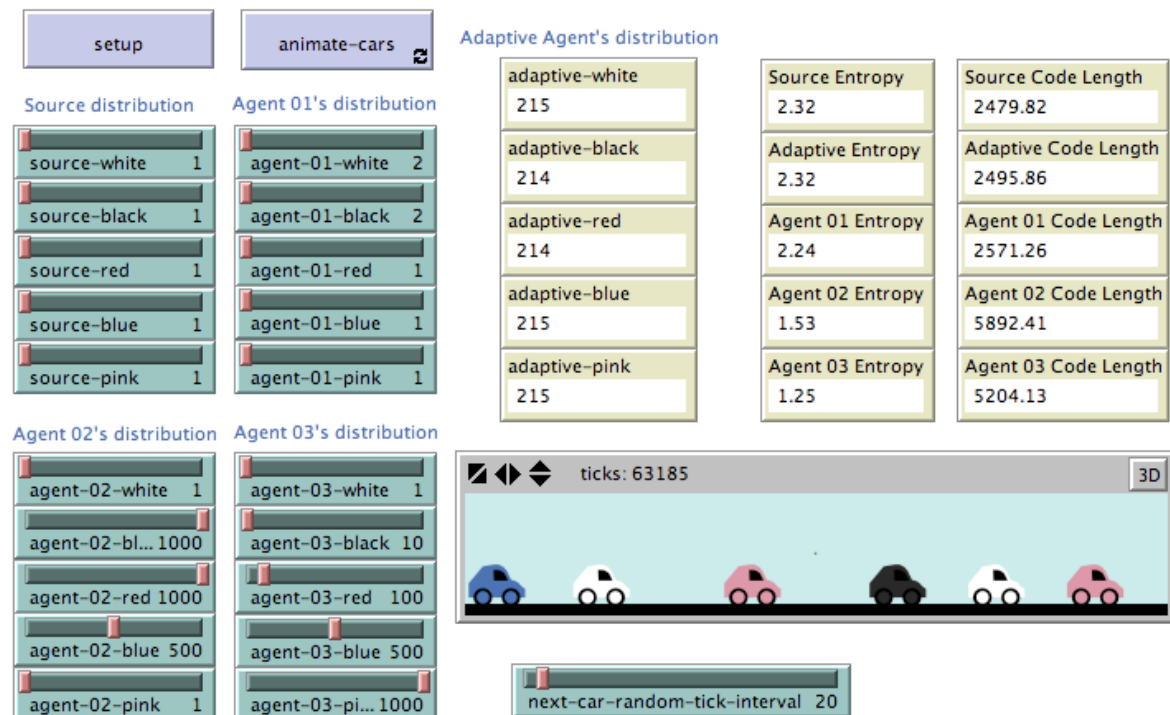 setup
animate-cars
Adaptive Agent's distribution
Source distribution
source-white 1
source-black 1
source-red 1
source-blue 1
source-pink 1
Agent 01's distribution
agent-01-white 2
agent-01-black 2
agent-01-red 1
agent-01-blue 1
agent-01-pink 1
adaptive-white
215
adaptive-black
214
adaptive-red
214
adaptive-blue
215
adaptive-pink
215
Source Entropy
2.32
Adaptive Entropy
2.32
Agent 01 Entropy
2.24
Agent 02 Entropy
1.53
Agent 03 Entropy
1.25
Source Code Length
2479.82
Adaptive Code Length
2495.86
Agent 01 Code Length
2571.26
Agent 02 Code Length
5892.41
Agent 03 Code Length
5204.13
Agent 02's distribution
agent-02-white 1
agent-02-bl... 1000
agent-02-red 1000
agent-02-blue 500
agent-02-pink 1
Agent 03's distribution
agent-03-white 1
agent-03-black 10
agent-03-red 100
agent-03-blue 500
agent-03-pi... 1000
ticks: 63185
3D
next-car-random-tick-interval 20